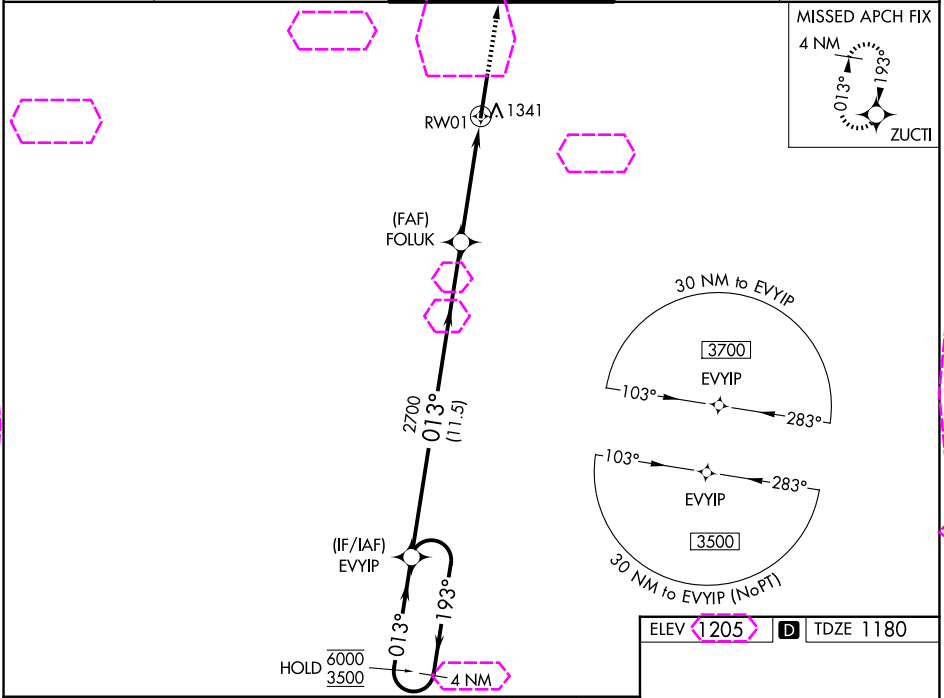 MISSED APCH FIX
4 NM
013°
193°
ZUCTI
RW01
1341
(FAF)
FOLUK
30 NM to EVYIP
3700
EVYIP
103°
283°
2700
013°
(11.5)
103°
283°
EVYIP
3500
30 NM to EVYIP (NoPT)
(IF/IAF)
EVYIP
013°
193°
HOLD 6000
3500
4 NM
ELEV 1205 D TDZE 1180